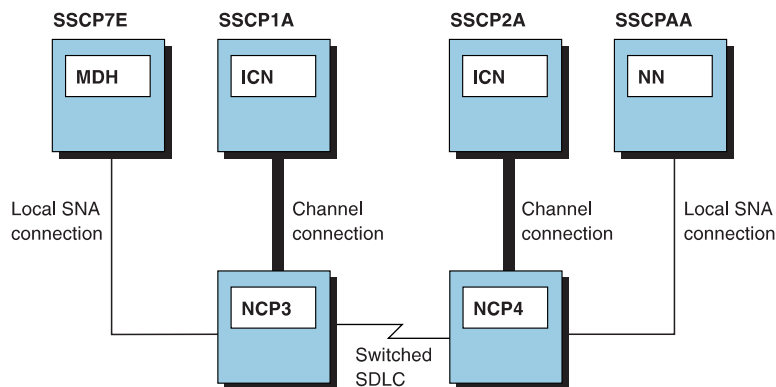 SSCP7E
SSCP1A
SSCP2A
SSCPAA
MDH
ICN
ICN
NN
Local SNA
connection
Channel
connection
Channel
connection
Local SNA
connection
NCP3
NCP4
Switched
SDLC